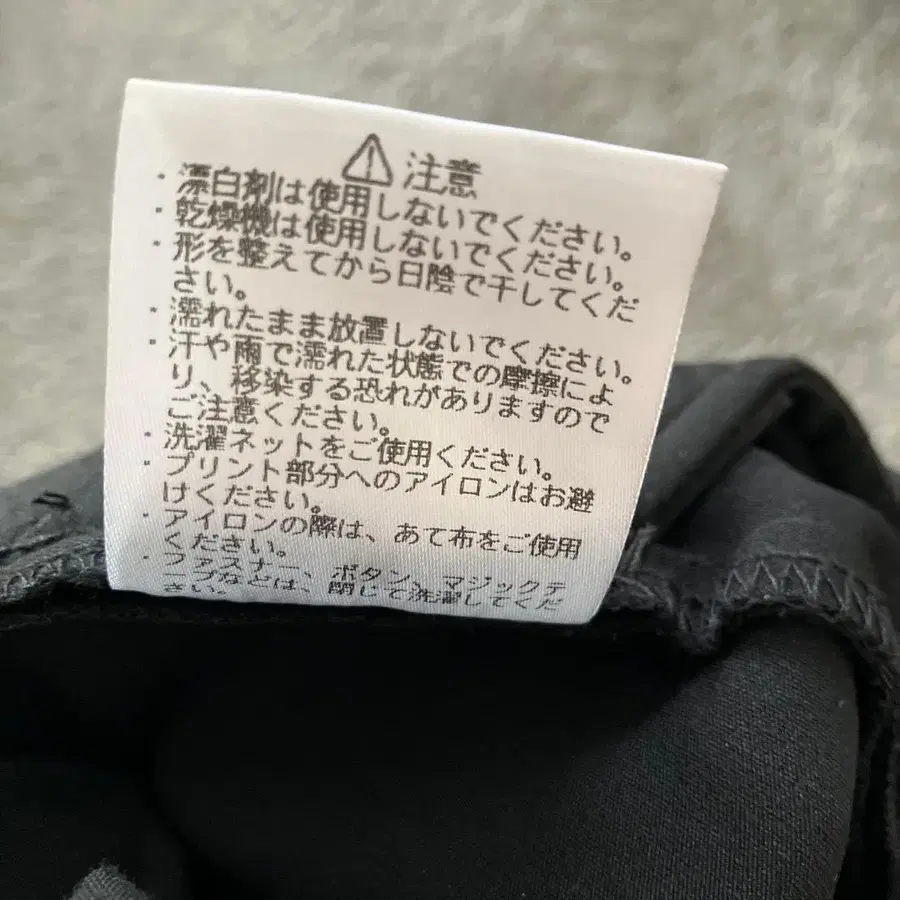 ⚠ 注意
・漂白剤は使用しないでください。
・乾燥機は使用しないでください。
・形を整えてから日陰で干してくだ
さい。
・濡れたまま放置しないでください。
・汗や雨で濡れた状態での摩擦によ
り、移染する恐れがありますので
ご注意ください。
・洗濯ネットをご使用ください。
・プリント部分へのアイロンはお避
けください。
・アイロンの際は、あて布をご使用
ください。
・ファスナー、ボタン、マジックテ
ープなどは、閉じて洗濯してくだ
さい。